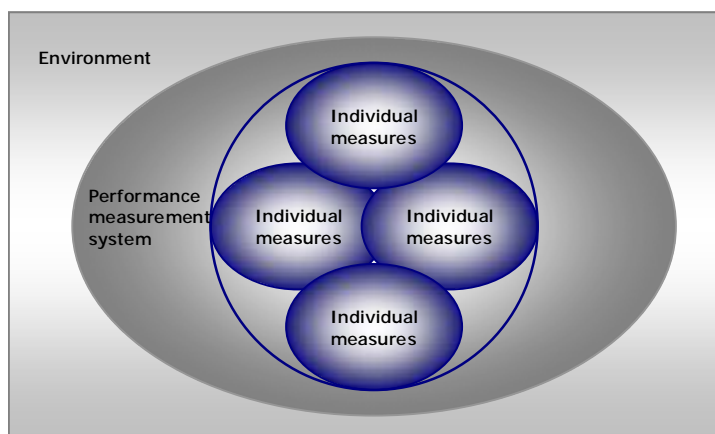 Environment
Individual
measures
Performance
measurement
system
Individual
measures
Individual
measures
Individual
measures